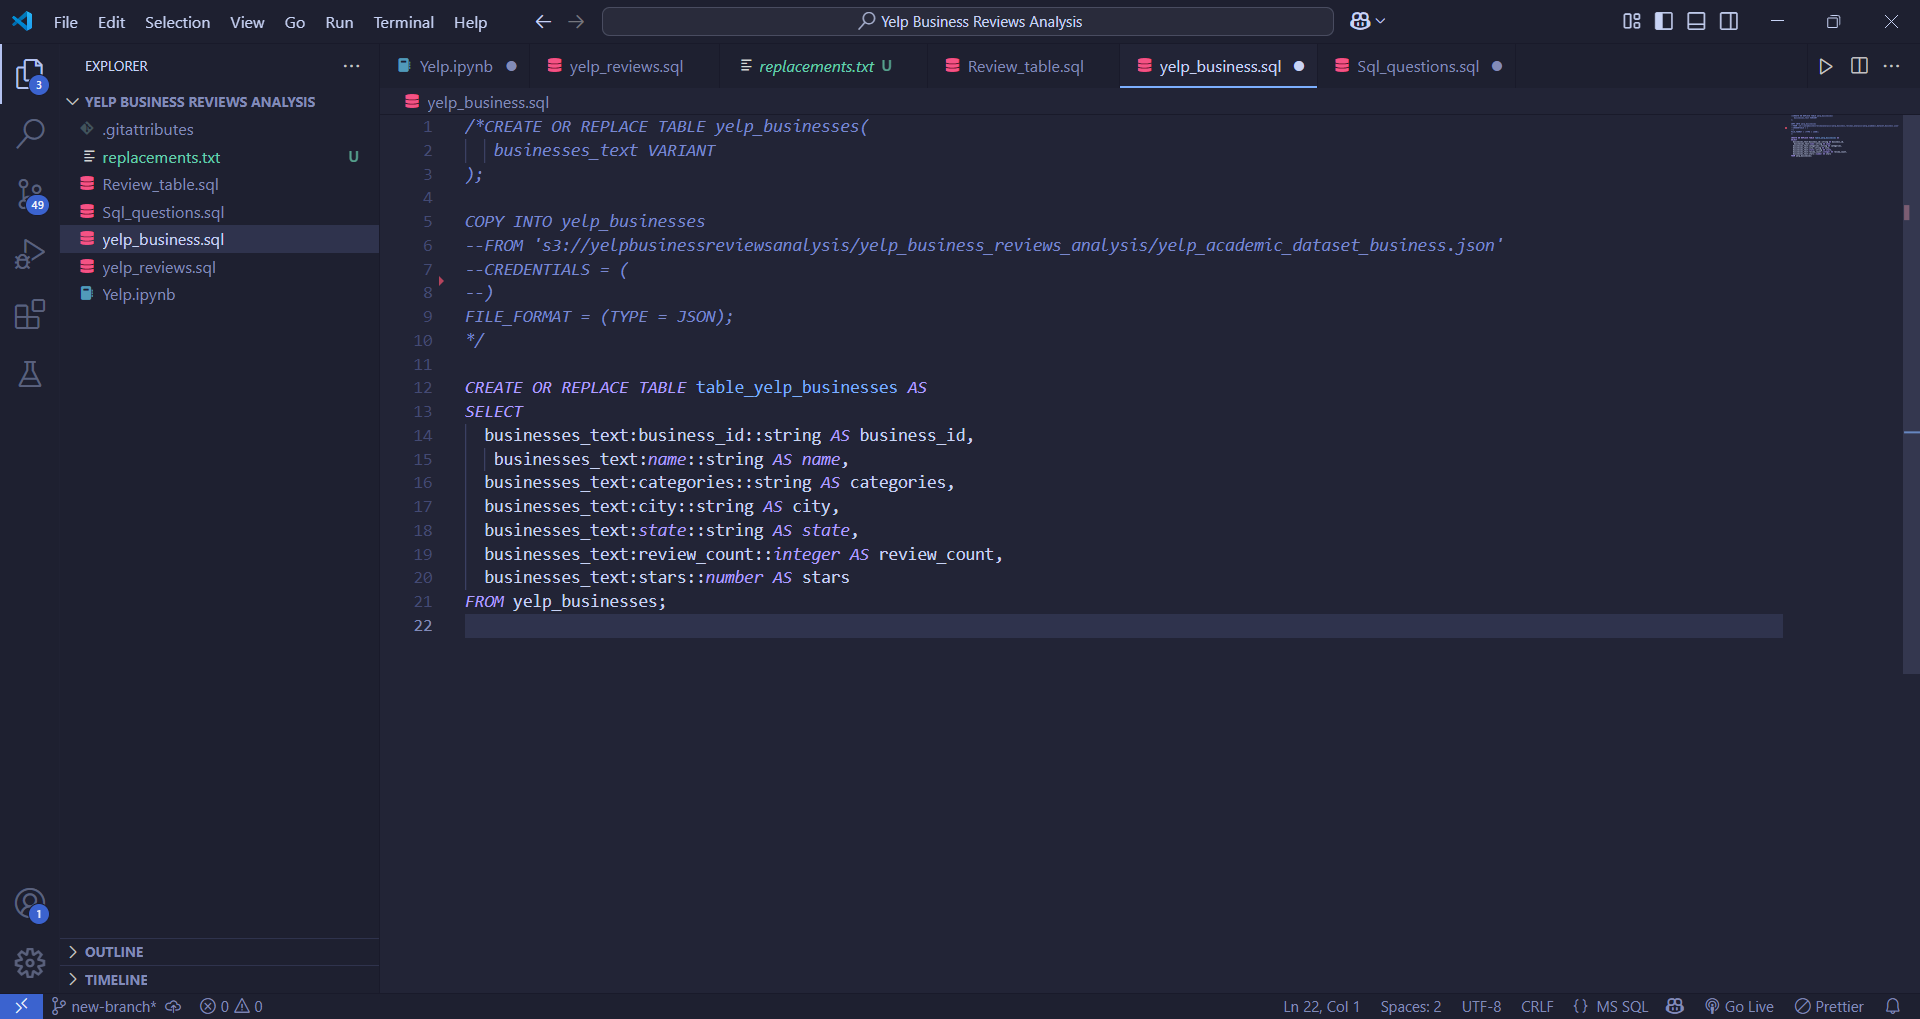 File Edit Selection View Go Run Terminal Help
Yelp Business Reviews Analysis
EXPLORER
YELP BUSINESS REVIEWS ANALYSIS
.gitattributes
replacements.txt U
Review_table.sql
Sql_questions.sql
yelp_business.sql
yelp_reviews.sql
Yelp.ipynb
3
49
1
OUTLINE
TIMELINE
Yelp.ipynb yelp_reviews.sql replacements.txt U Review_table.sql yelp_business.sql Sql_questions.sql
yelp_business.sql
1 /*CREATE OR REPLACE TABLE yelp_businesses(
2 businesses_text VARIANT
3 );
4
5 COPY INTO yelp_businesses
6 --FROM 's3://yelpbusinessreviewsanalysis/yelp_business_reviews_analysis/yelp_academic_dataset_business.json'
7 --CREDENTIALS = (
8 --)
9 FILE_FORMAT = (TYPE = JSON);
10 */
11
12 CREATE OR REPLACE TABLE table_yelp_businesses AS
13 SELECT
14 businesses_text:business_id::string AS business_id,
15 businesses_text:name::string AS name,
16 businesses_text:categories::string AS categories,
17 businesses_text:city::string AS city,
18 businesses_text:state::string AS state,
19 businesses_text:review_count::integer AS review_count,
20 businesses_text:stars::number AS stars
21 FROM yelp_businesses;
22
new-branch* 0 0 Ln 22, Col 1 Spaces: 2 UTF-8 CRLF {} MS SQL Go Live Prettier